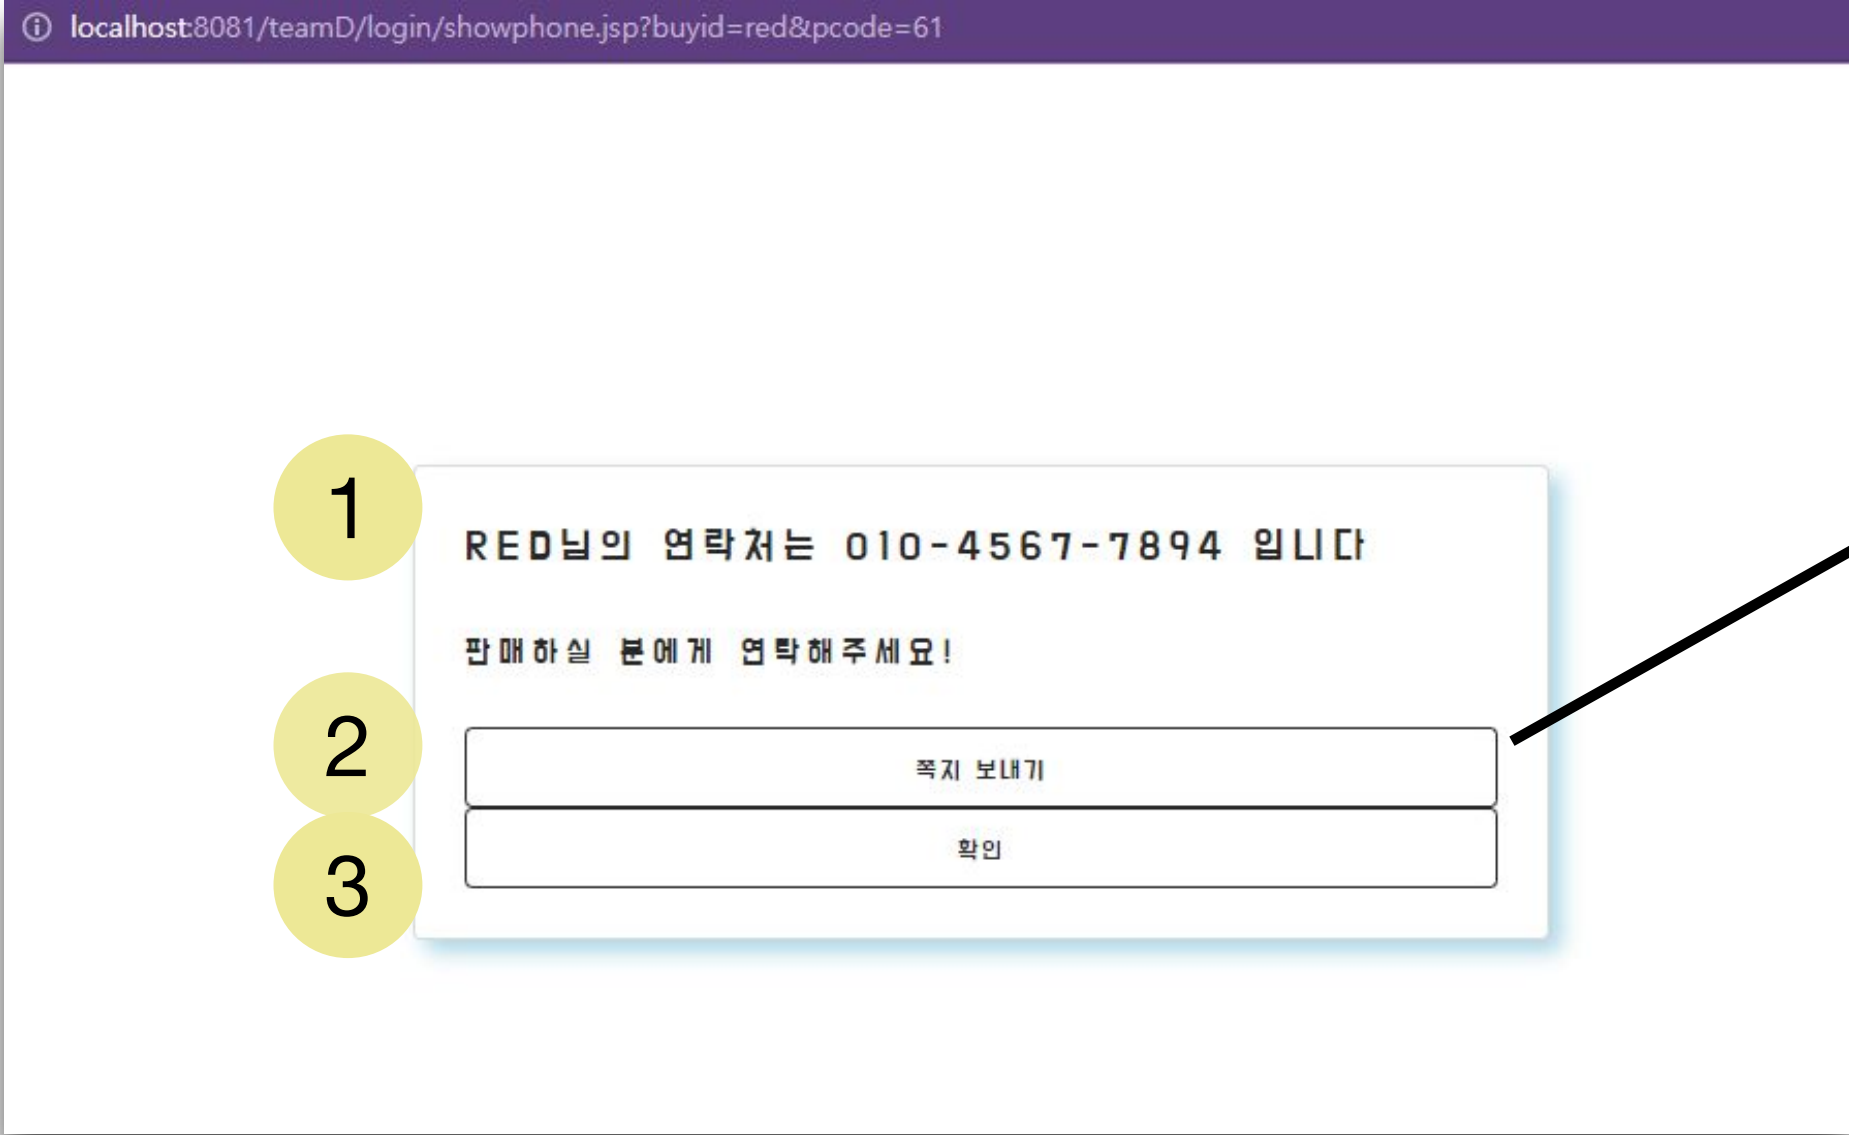 localhost:8081/teamD/login/showphone.jsp?buyid=red&pcode=61
1
RED님의 연락처는 010-4567-7894 입니다
판매하실 분에게 연락해주세요!
2
쪽지 보내기
3
확인